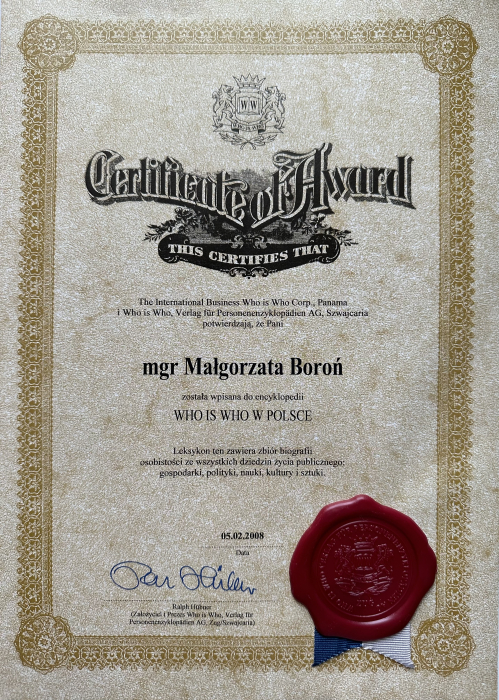 WW
Certificate of Award
THIS CERTIFIES THAT
The International Business Who is Who Corp., Panama
i Who is Who, Verlag für Personenenzyklopädien AG, Szwajcaria
potwierdzają, że Pani
mgr Małgorzata Boroń
została wpisana do encyklopedii
WHO IS WHO W POLSCE
Leksykon ten zawiera zbiór biografii
osobistości ze wszystkich dziedzin życia publicznego:
gospodarki, polityki, nauki, kultury i sztuki.
05.02.2008
Data
Ralph Hübner
(Założyciel i Prezes Who is Who, Verlag für
Personenenzyklopädien AG, Zug/Szwajcaria)